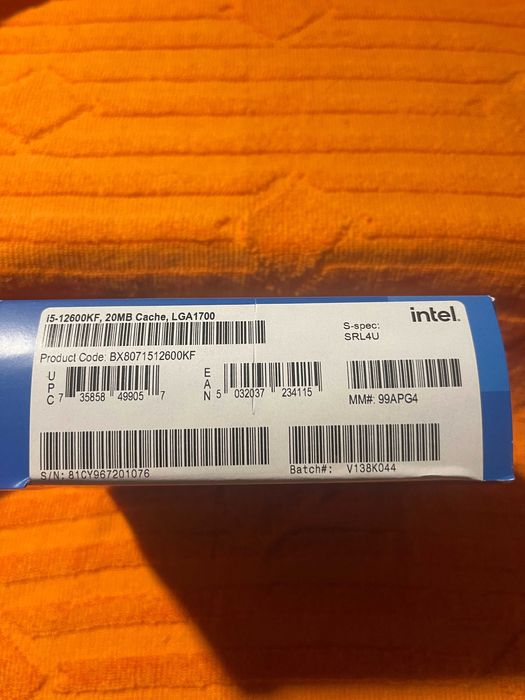 i5-12600KF, 20MB Cache, LGA1700
intel.
S-spec:
SRL4U
Product Code: BX8071512600KF
UPC
7 35858 49905 7
EAN
5 032037 234115
MM#: 99APG4
S/N: 81CY967201076
Batch#: V138K044